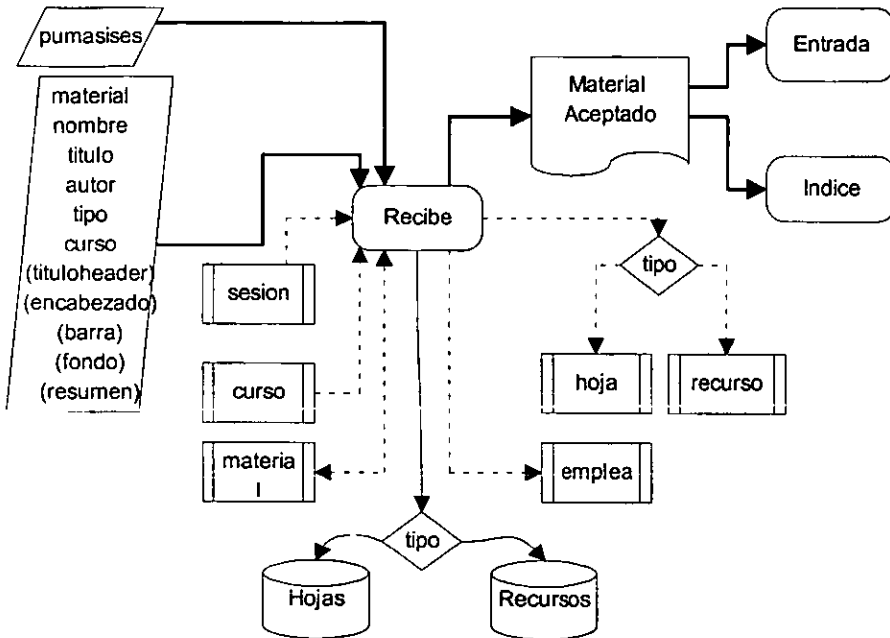 pumasises
material
nombre
titulo
autor
tipo
curso
(tituloheader)
(encabezado)
(barra)
(fondo)
(resumen)
Material
Aceptado
Entrada
Indice
Recibe
sesion
curso
materia
l
tipo
hoja
recurso
emplea
tipo
Hojas
Recursos